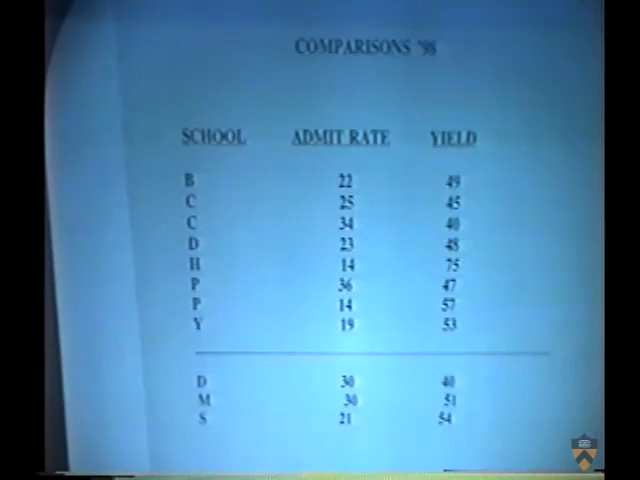 COMPARISONS '98
SCHOOL ADMIT RATE YIELD
B 22 49
C 25 45
C 34 40
D 23 48
H 14 75
P 36 47
P 14 57
Y 19 53
D 30 40
M 30 51
S 21 54